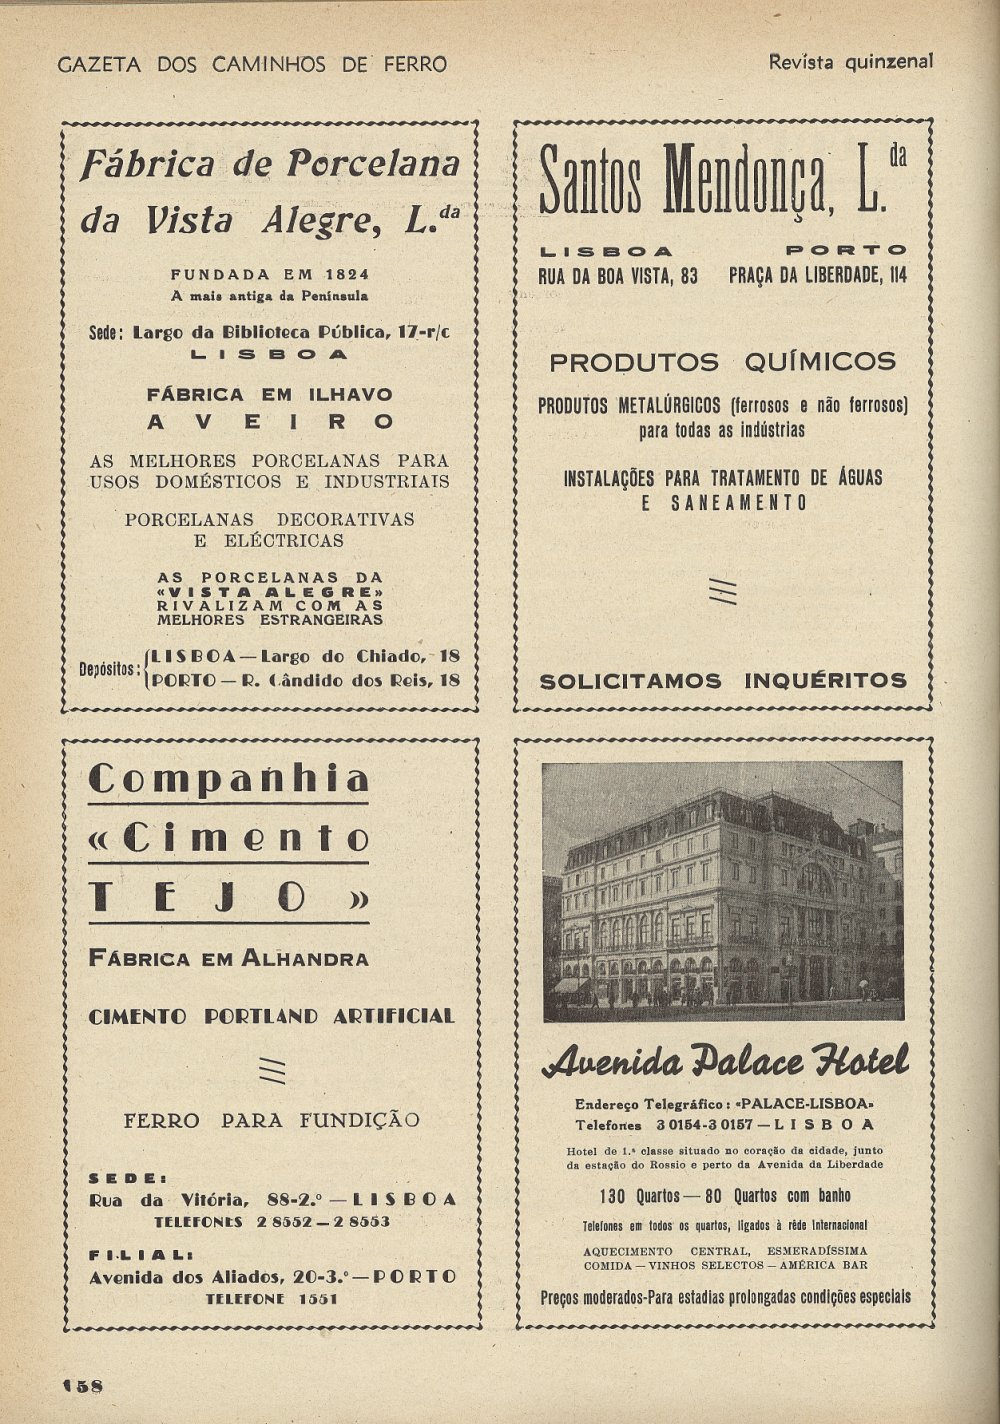 GAZETA DOS CAMINHOS DE FERRO
Revista quinzenal
Fábrica de Porcelana
da Vista Alegre, L.da
FUNDADA EM 1824
A mais antiga da Península
Sede: Largo da Biblioteca Pública, 17-r/c
LISBOA
FÁBRICA EM ILHAVO
AVEIRO
AS MELHORES PORCELANAS PARA
USOS DOMÉSTICOS E INDUSTRIAIS
PORCELANAS DECORATIVAS
E ELÉCTRICAS
AS PORCELANAS DA
«VISTA ALEGRE»
RIVALIZAM COM AS
MELHORES ESTRANGEIRAS
Depósitos: LISBOA — Largo do Chiado, 18
PORTO — R. Cândido dos Reis, 18
Santos Mendonça, L.da
LISBOA PORTO
RUA DA BOA VISTA, 83 PRAÇA DA LIBERDADE, 114
PRODUTOS QUÍMICOS
PRODUTOS METALÚRGICOS (ferrosos e não ferrosos)
para todas as indústrias
INSTALAÇÕES PARA TRATAMENTO DE ÁGUAS
E SANEAMENTO
SOLICITAMOS INQUÉRITOS
Companhia
«Cimento
TEJO»
FÁBRICA EM ALHANDRA
CIMENTO PORTLAND ARTIFICIAL
FERRO PARA FUNDIÇÃO
SEDE:
Rua da Vitória, 88-2.º — LISBOA
TELEFONES 2 8552 — 2 8553
FILIAL:
Avenida dos Aliados, 20-3.º — PORTO
TELEFONE 1551
Avenida Palace Hotel
Endereço Telegráfico: «PALACE-LISBOA»
Telefones 3 0154-3 0157 — LISBOA
Hotel de 1.ª classe situado no coração da cidade, junto
da estação do Rossio e perto da Avenida da Liberdade
130 Quartos — 80 Quartos com banho
Telefones em todos os quartos, ligados à rêde Internacional
AQUECIMENTO CENTRAL, ESMERADÍSSIMA
COMIDA — VINHOS SELECTOS — AMÉRICA BAR
Preços moderados-Para estadias prolongadas condições especiais
158